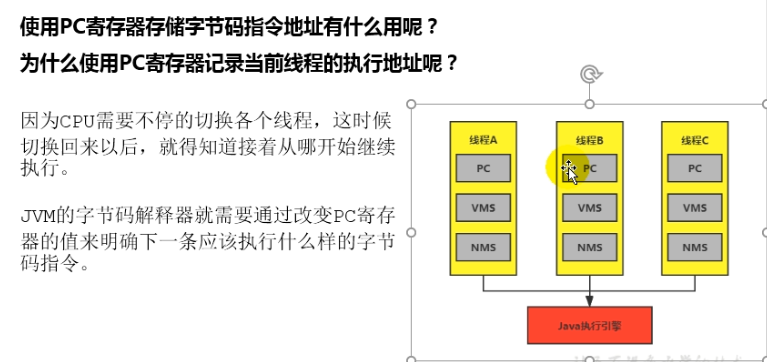 使用PC寄存器存储字节码指令地址有什么用呢？
为什么使用PC寄存器记录当前线程的执行地址呢？
因为CPU需要不停的切换各个线程，这时候
切换回来以后，就得知道接着从哪开始继续
执行。
JVM的字节码解释器就需要通过改变PC寄存
器的值来明确下一条应该执行什么样的字节
码指令。
线程A
线程B
线程C
PC
PC
PC
VMS
VMS
VMS
NMS
NMS
NMS
Java执行引擎